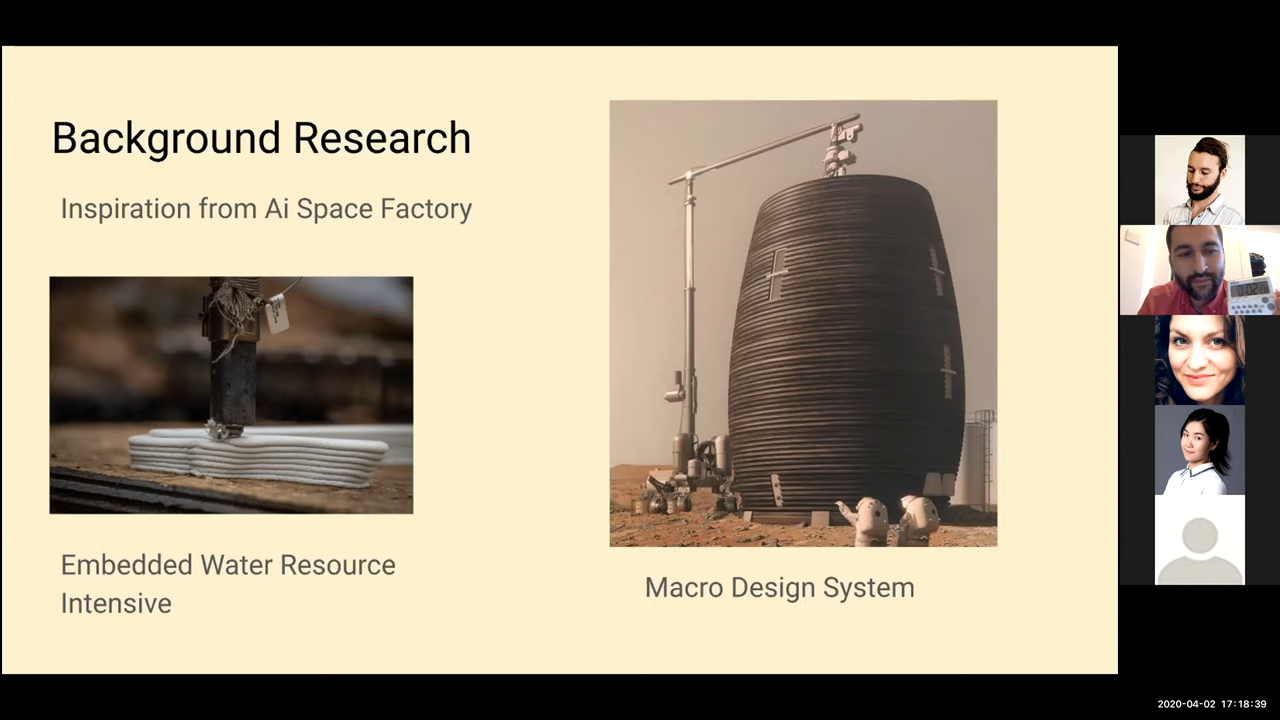 Background Research
Inspiration from Ai Space Factory
Embedded Water Resource
Intensive
Macro Design System
2020-04-02 17:18:39